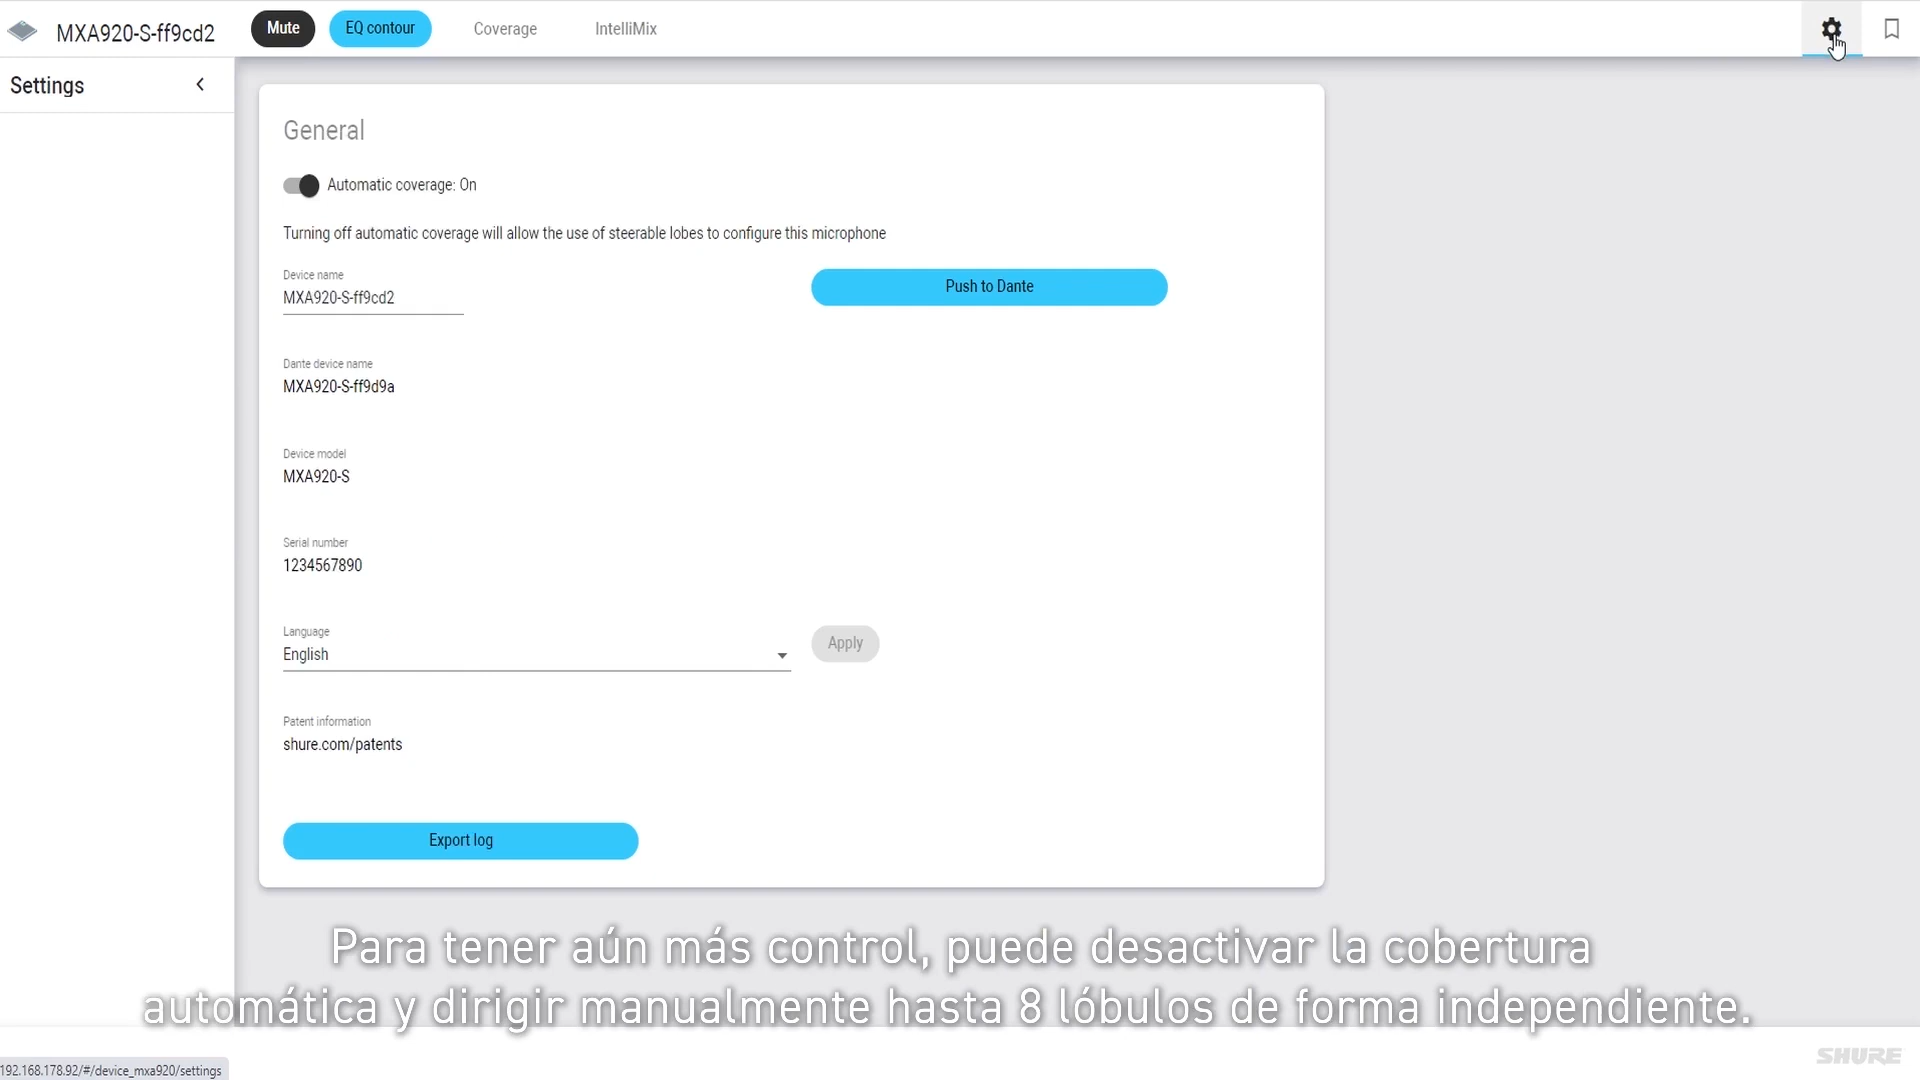 MXA920-S-ff9cd2
Mute
EQ contour
Coverage
IntelliMix
Settings
General
Automatic coverage: On
Turning off automatic coverage will allow the use of steerable lobes to configure this microphone
Device name
MXA920-S-ff9cd2
Push to Dante
Dante device name
MXA920-S-ff9d9a
Device model
MXA920-S
Serial number
1234567890
Language
English
Apply
Patent information
shure.com/patents
Export log
Para tener aún más control, puede desactivar la cobertura
automática y dirigir manualmente hasta 8 lóbulos de forma independiente.
SHURE
192.168.178.92/#/device_mxa920/settings